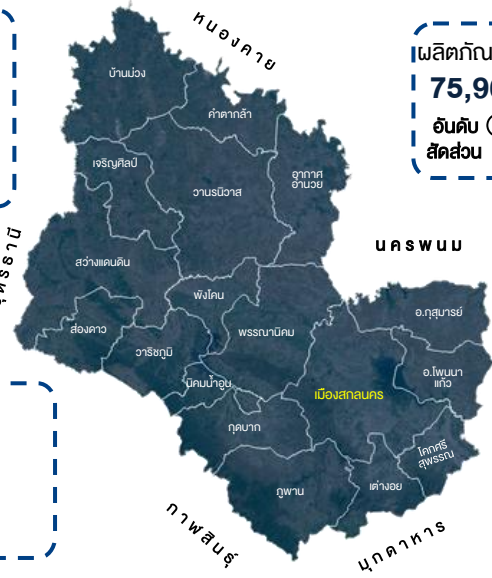 หนองคาย
ผลิตภัณ
75,90
อันดับ
สัดส่วน
บ้านม่วง
คำตากล้า
เจริญศิลป์
วานรนิวาส
อากาศ
อำนวย
นครพนม
สว่างแดนดิน
พังโคน
อ.กุสุมารย์
ส่องดาว
วาริชภูมิ
พรรณานิคม
อ.โพนนา
แก้ว
นิคมน้ำอูน
เมืองสกลนคร
กุดบาก
โคกศรี
สุพรรณ
ภูพาน
เต่างอย
กาฬสินธุ์
มุกดาหาร